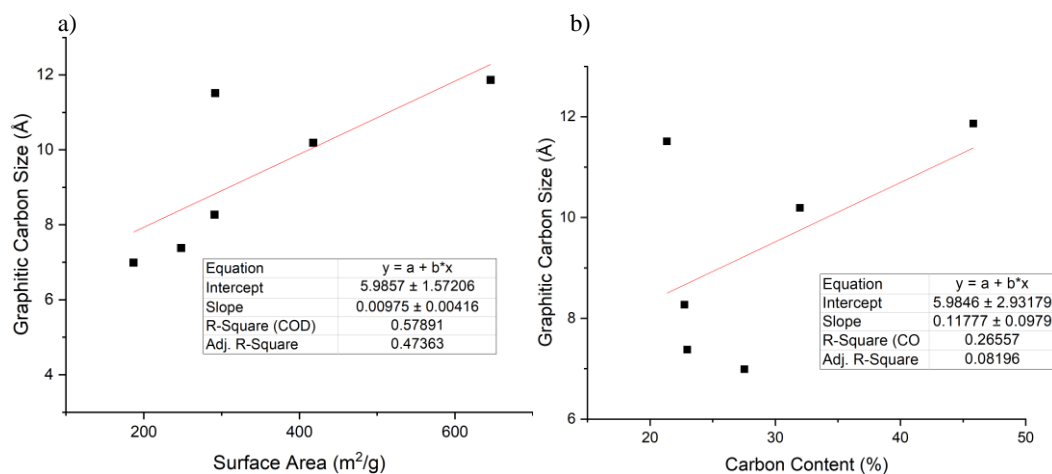 a)
Graphitic Carbon Size (Å)
12
10
8
6
4
200 400 600
Surface Area (m²/g)
Equation y = a + b*x
Intercept 5.9857 ± 1.57206
Slope 0.00975 ± 0.00416
R-Square (COD) 0.57891
Adj. R-Square 0.47363
b)
Graphitic Carbon Size (Å)
12
10
8
6
20 30 40 50
Carbon Content (%)
Equation y = a + b*x
Intercept 5.9846 ± 2.93179
Slope 0.11777 ± 0.0979
R-Square (CO 0.26557
Adj. R-Square 0.08196